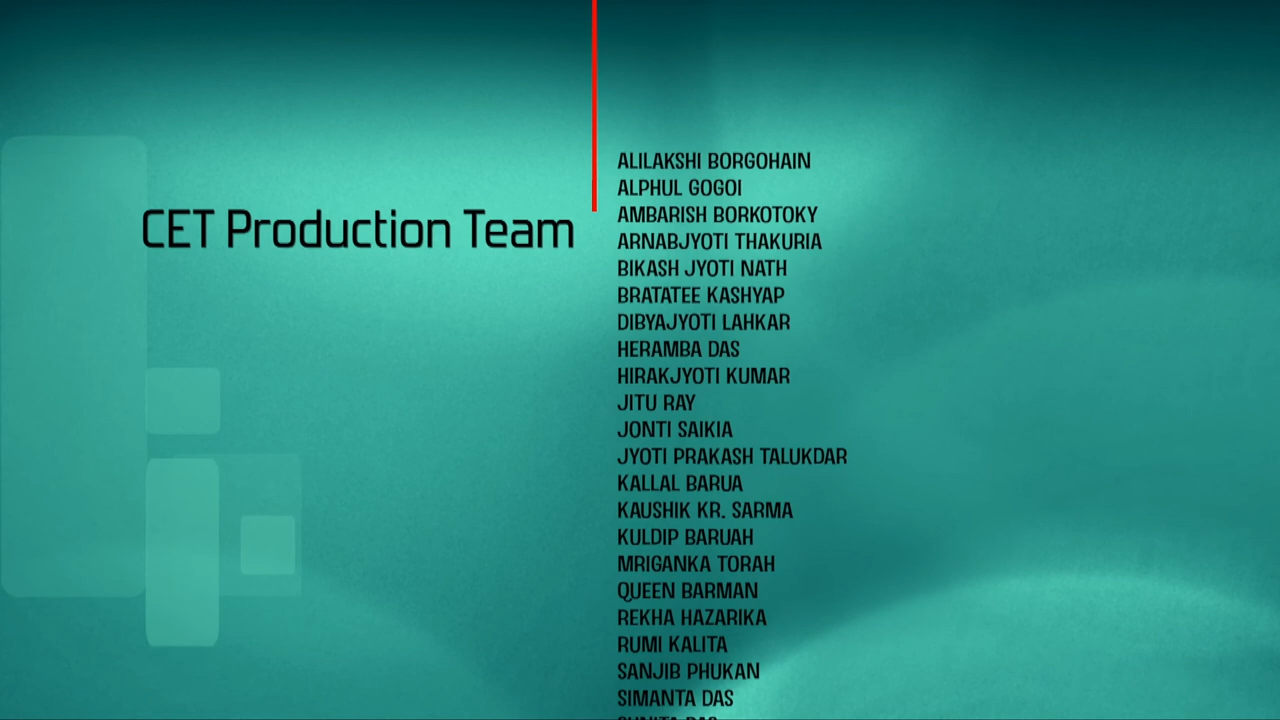 CET Production Team
ALILAKSHI BORGOHAIN
ALPHUL GOGOI
AMBARISH BORKOTOKY
ARNABJYOTI THAKURIA
BIKASH JYOTI NATH
BRATATEE KASHYAP
DIBYAJYOTI LAHKAR
HERAMBA DAS
HIRAKJYOTI KUMAR
JITU RAY
JONTI SAIKIA
JYOTI PRAKASH TALUKDAR
KALLAL BARUA
KAUSHIK KR. SARMA
KULDIP BARUAH
MRIGANKA TORAH
QUEEN BARMAN
REKHA HAZARIKA
RUMI KALITA
SANJIB PHUKAN
SIMANTA DAS